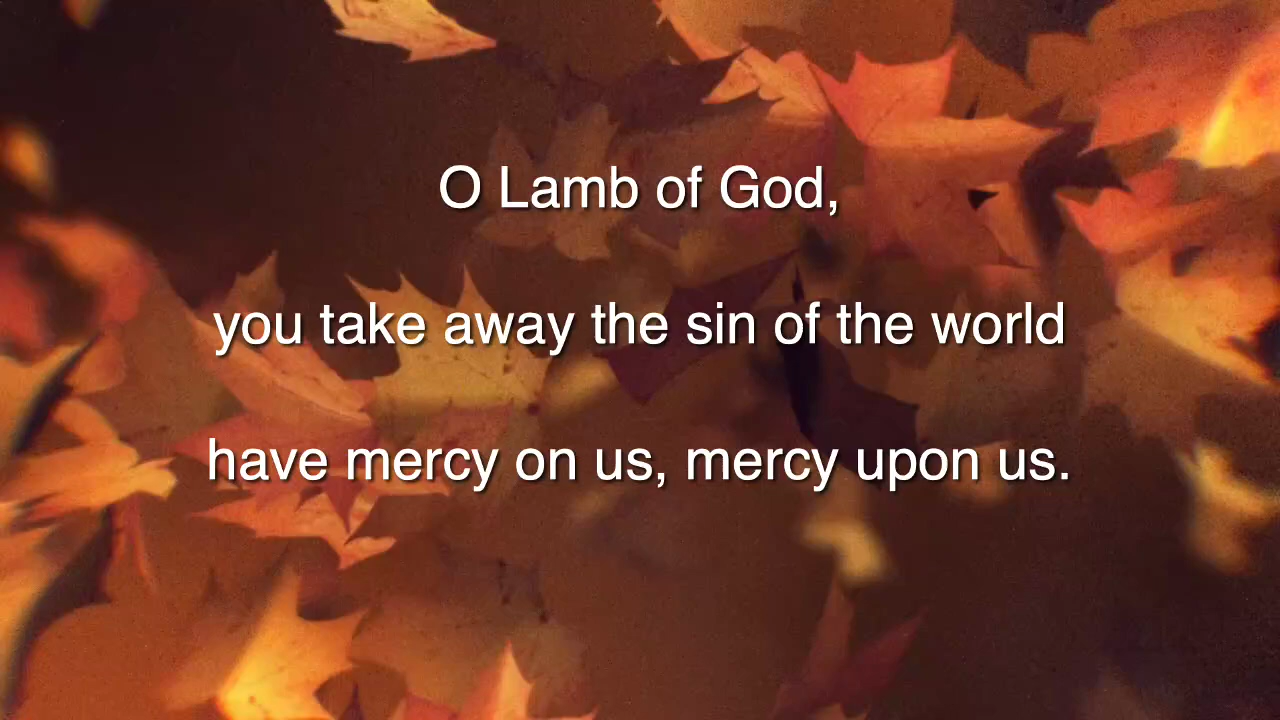 O Lamb of God,
you take away the sin of the world
have mercy on us, mercy upon us.